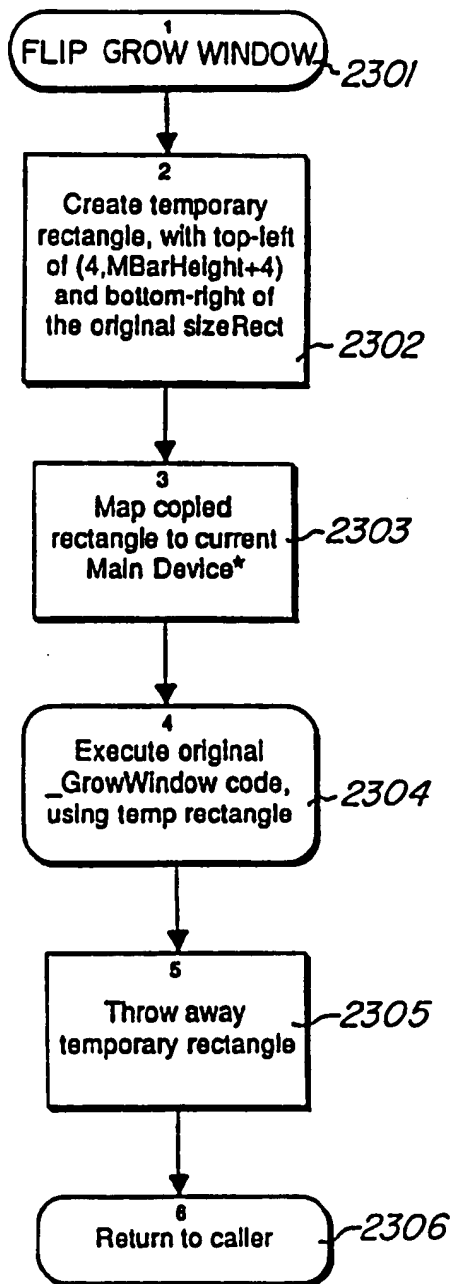 1
FLIP GROW WINDOW
2301
2
Create temporary
rectangle, with top-left
of (4,MBarHeight+4)
and bottom-right of
the original sizeRect
2302
3
Map copied
rectangle to current
Main Device*
2303
4
Execute original
_GrowWindow code,
using temp rectangle
2304
5
Throw away
temporary rectangle
2305
6
Return to caller
2306